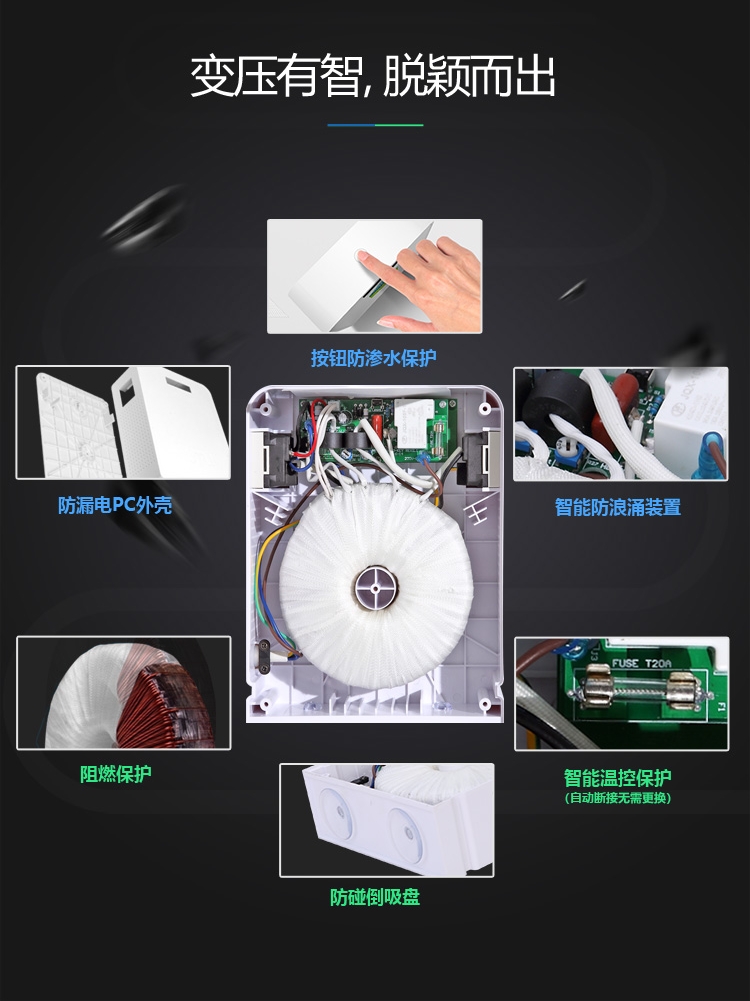 变压有智, 脱颖而出
按钮防渗水保护
防漏电PC外壳
智能防浪涌装置
FUSE T20A
F1
阻燃保护
智能温控保护
(自动断接无需更换)
防碰倒吸盘